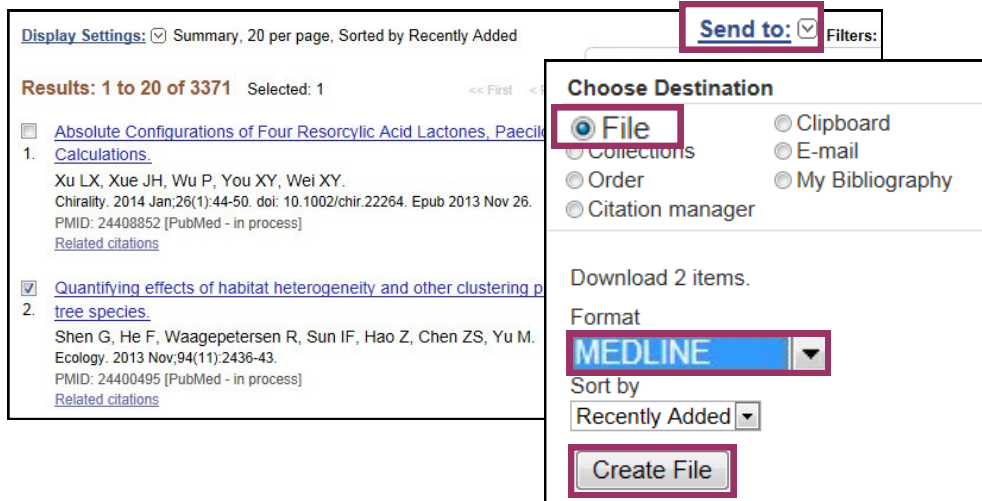 Display Settings: Summary, 20 per page, Sorted by Recently Added
Send to: Filters:
Results: 1 to 20 of 3371 Selected: 1 << First <
1. Absolute Configurations of Four Resorcylic Acid Lactones,
Calculations.
Xu LX, Xue JH, Wu P, You XY, Wei XY.
Chirality. 2014 Jan;26(1):44-50. doi: 10.1002/chir.22264. Epub 2013 Nov 26.
PMID: 24408852 [PubMed - in process]
Related citations
2. Quantifying effects of habitat heterogeneity and other clustering
tree species.
Shen G, He F, Waagepetersen R, Sun IF, Hao Z, Chen ZS, Yu M.
Ecology. 2013 Nov;94(11):2436-43.
PMID: 24400495 [PubMed - in process]
Related citations
Choose Destination
File Clipboard
Collections E-mail
Order My Bibliography
Citation manager
Download 2 items.
Format
MEDLINE
Sort by
Recently Added
Create File